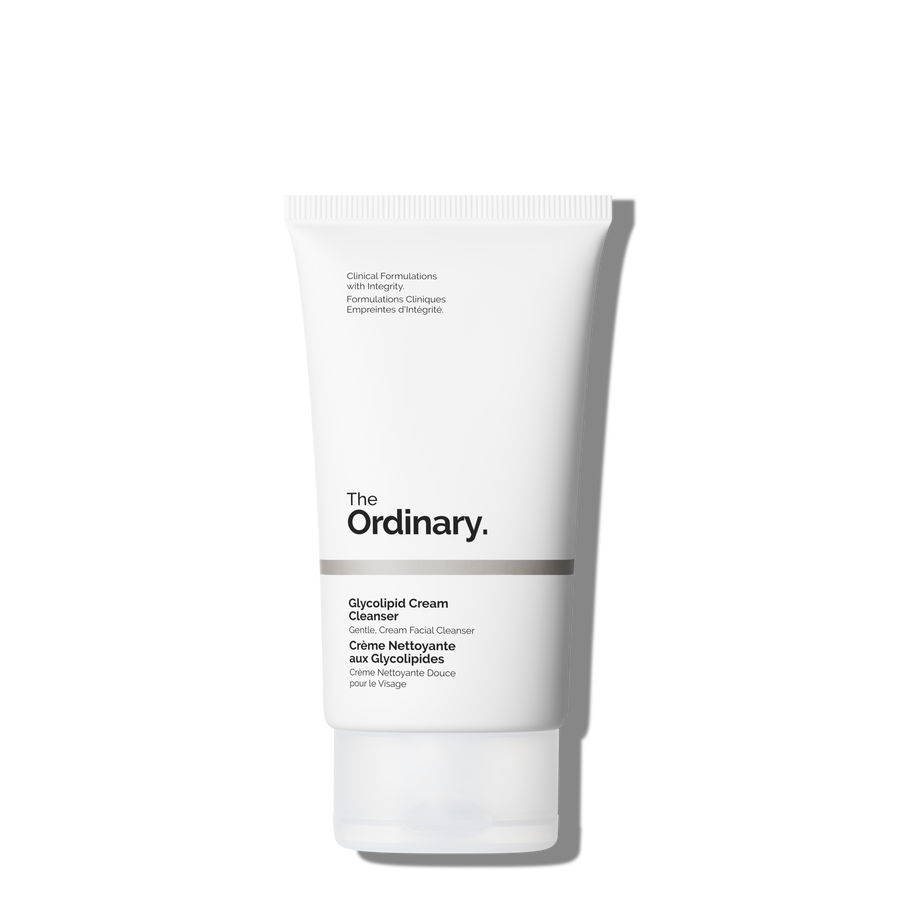 Clinical Formulations
with Integrity.
Formulations Cliniques
Empreintes d'Intégrité.
The
Ordinary.
Glycolipid Cream
Cleanser
Gentle, Cream Facial Cleanser
Crème Nettoyante
aux Glycolipides
Crème Nettoyante Douce
pour le Visage